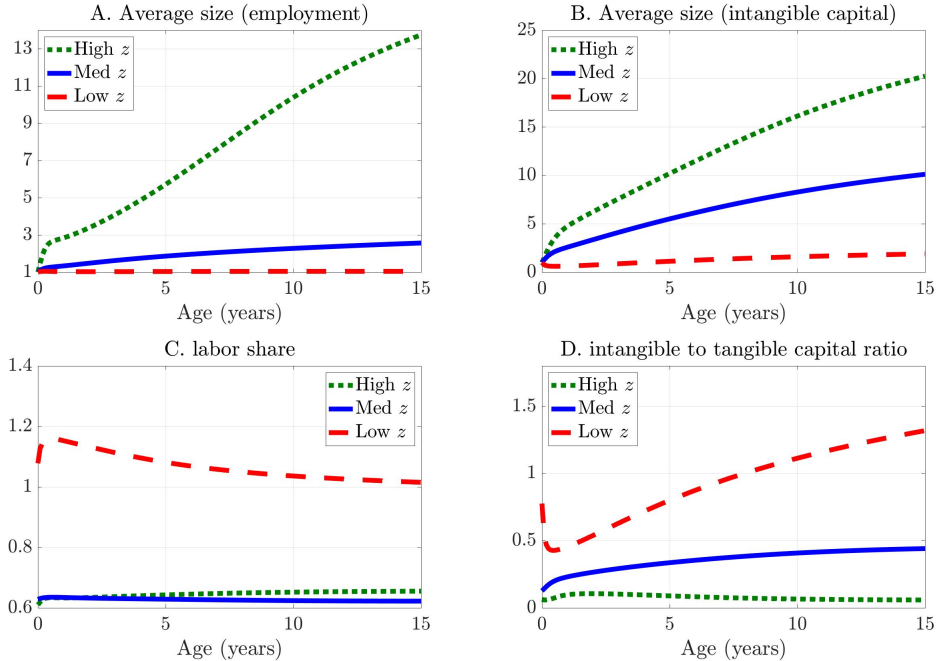 A. Average size (employment)
13
11
9
7
5
3
1
High z
Med z
Low z
0
5
10
15
Age (years)
B. Average size (intangible capital)
25
20
15
10
5
0
High z
Med z
Low z
0
5
10
15
Age (years)
C. labor share
1.4
1.2
1
0.8
0.6
High z
Med z
Low z
0
5
10
15
Age (years)
D. intangible to tangible capital ratio
1.5
1
0.5
0
High z
Med z
Low z
0
5
10
15
Age (years)